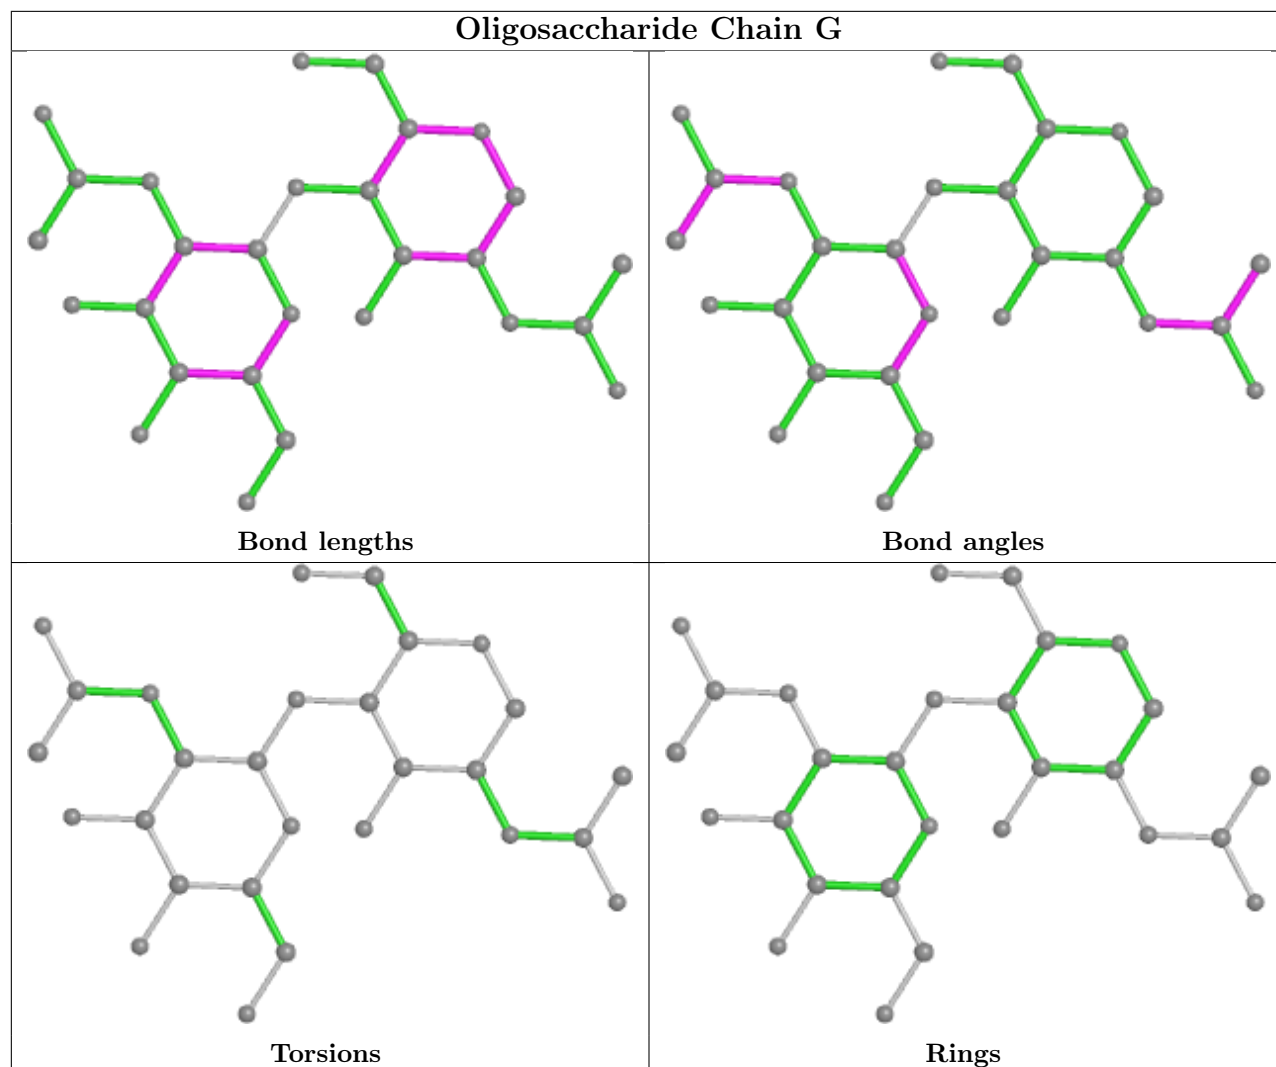 Oligosaccharide Chain G
Bond lengths
Bond angles
Torsions
Rings